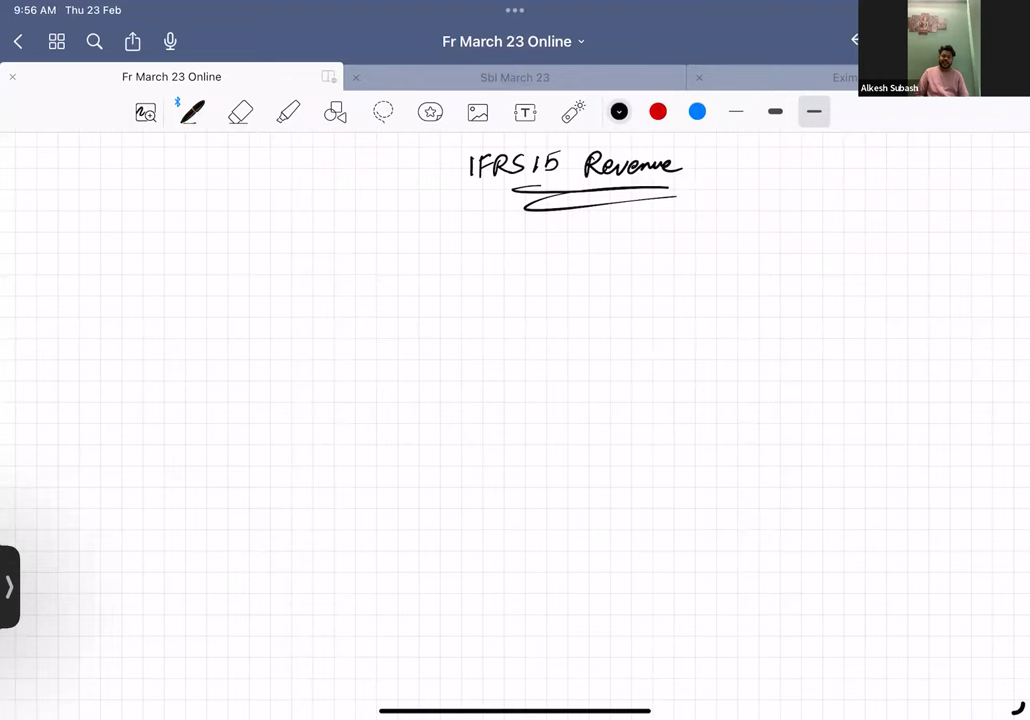 9:56 AM Thu 23 Feb
Fr March 23 Online
Fr March 23 Online
Sbl March 23
Exim
Alkesh Subash
T
IFRS 15 Revenue